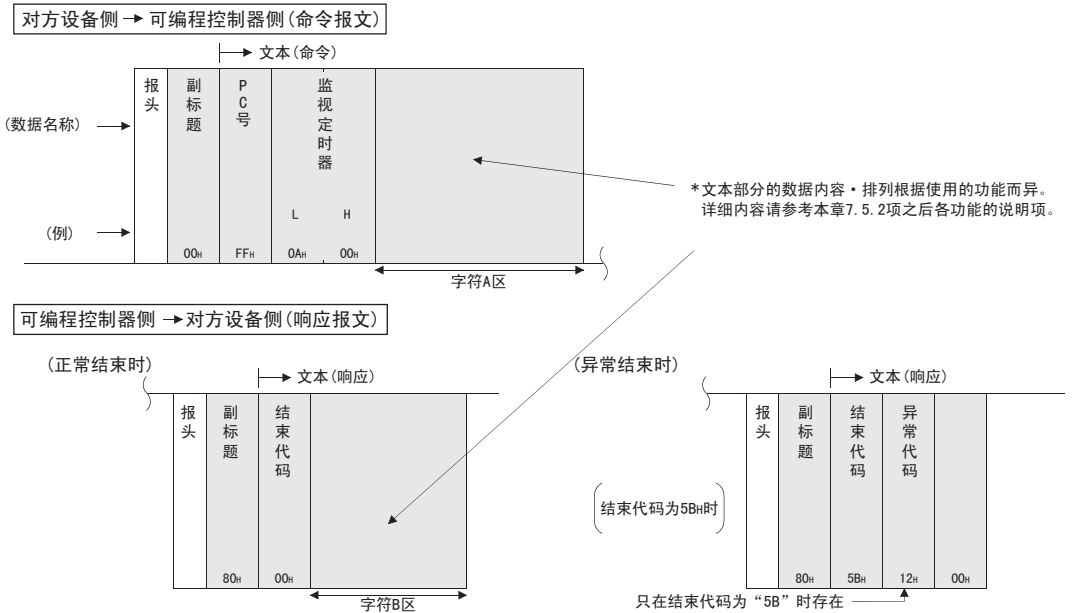 对方设备侧→可编程控制器侧(命令报文)
文本(命令)
报头
副标题
PC号
监视定时器
(数据名称)
L H
(例)
00H FFH 0AH 00H
字符A区
*文本部分的数据内容·排列根据使用的功能而异。
详细内容请参考本章7.5.2项之后各功能的说明项。
可编程控制器侧→对方设备侧(响应报文)
(正常结束时)
文本(响应)
报头
副标题
结束代码
80H 00H
字符B区
(异常结束时)
文本(响应)
报头
副标题
结束代码
异常代码
(结束代码为5BH时)
80H 5BH 12H 00H
只在结束代码为“5B”时存在